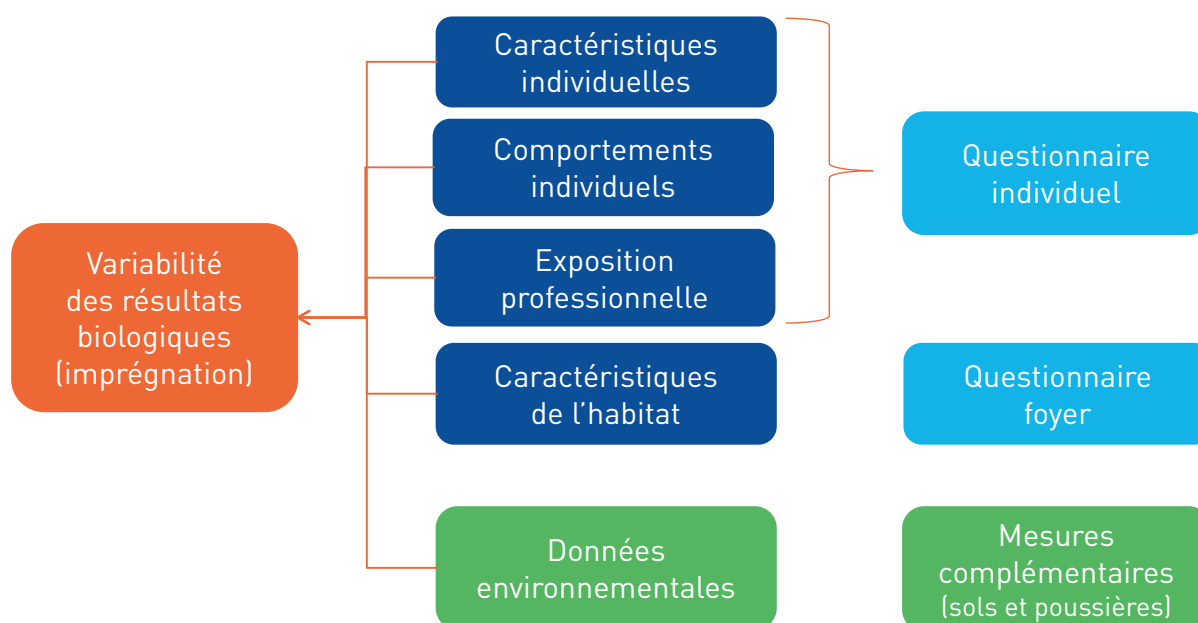 Caractéristiques
individuelles
Comportements
individuels
Questionnaire
individuel
Variabilité
des résultats
biologiques
(imprégnation)
Exposition
professionnelle
Caractéristiques
de l’habitat
Questionnaire
foyer
Données
environnementales
Mesures
complémentaires
(sols et poussières)